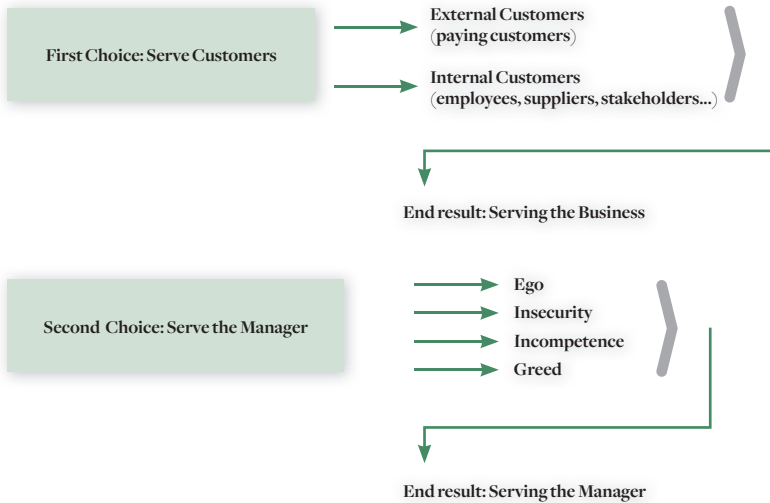 First Choice: Serve Customers
External Customers
(paying customers)
Internal Customers
(employees, suppliers, stakeholders...)
End result: Serving the Business
Second Choice: Serve the Manager
Ego
Insecurity
Incompetence
Greed
End result: Serving the Manager